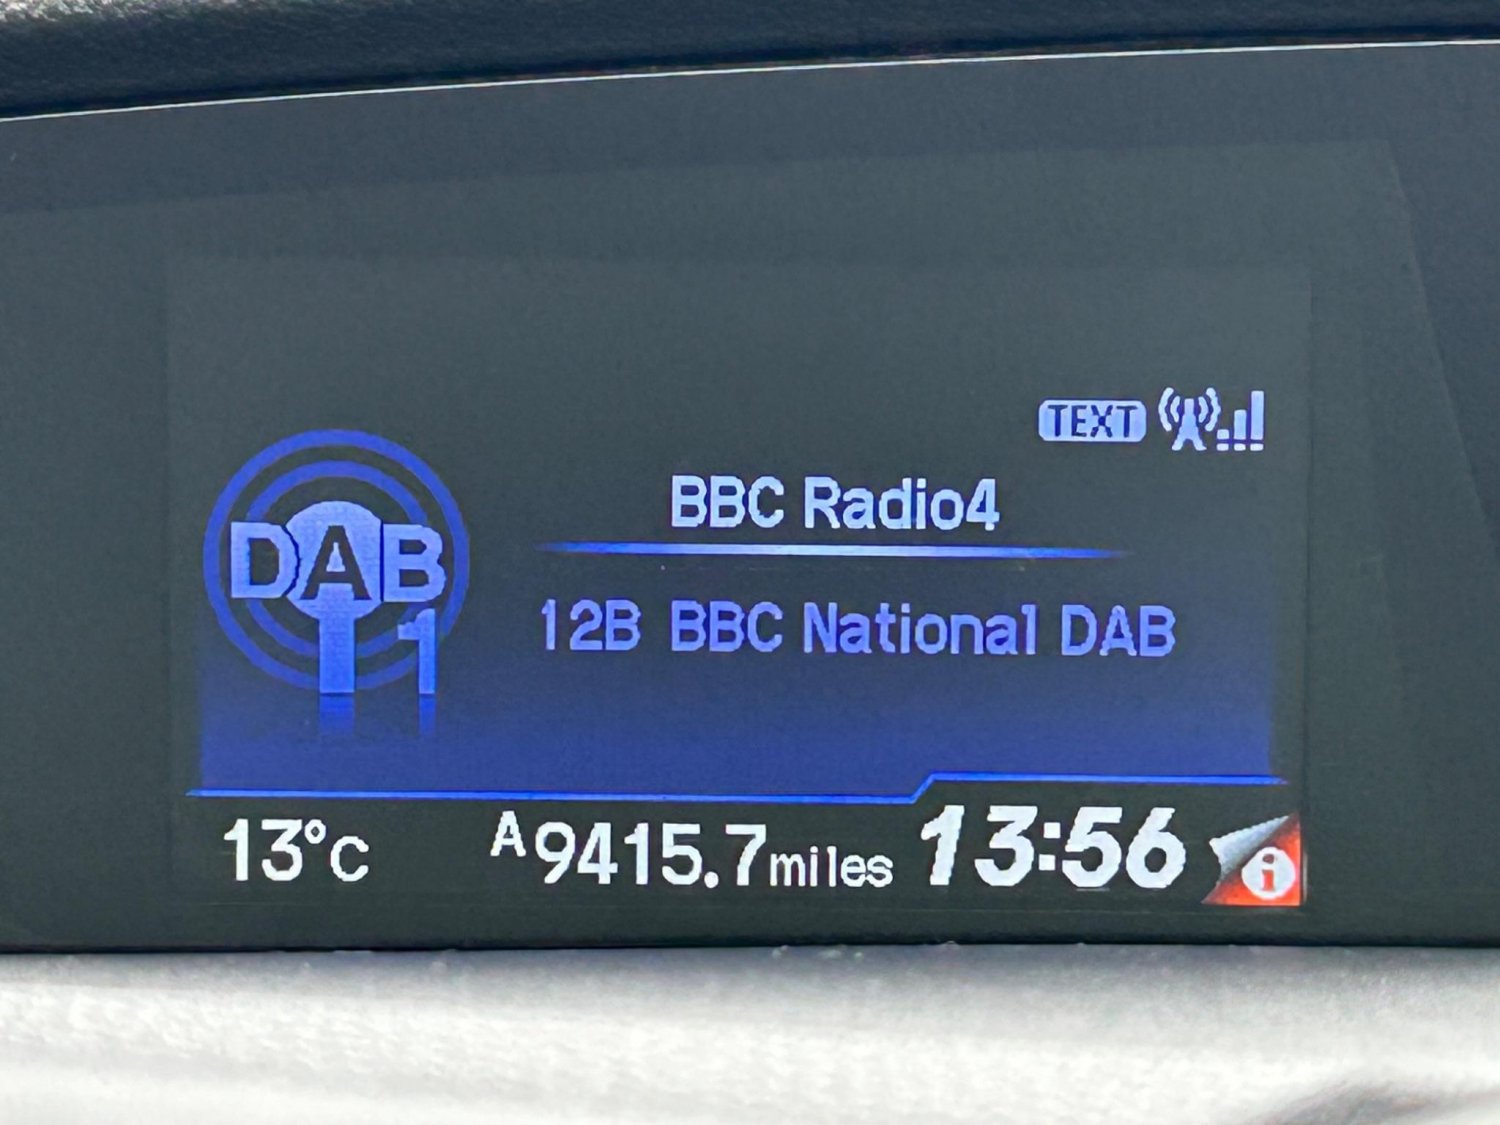 TEXT
BBC Radio4
DAB
1
12B BBC National DAB
13°C A9415.7miles 13:56 i